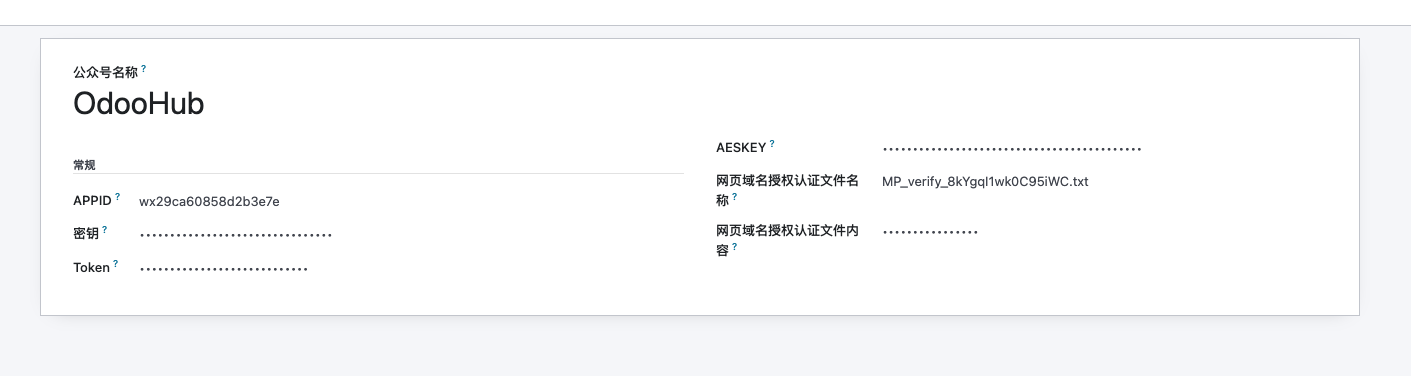 公众号名称 ?
OdooHub
常规
APPID ? wx29ca60858d2b3e7e
密钥 ? ••••••••••••••••••••••••••••••••
Token ? ••••••••••••••••••••••••••••
AESKEY ? •••••••••••••••••••••••••••••••••••••••••••
网页域名授权认证文件名 MP_verify_8kYgqI1wk0C95iWC.txt
称 ?
网页域名授权认证文件内 ••••••••••••••••
容 ?